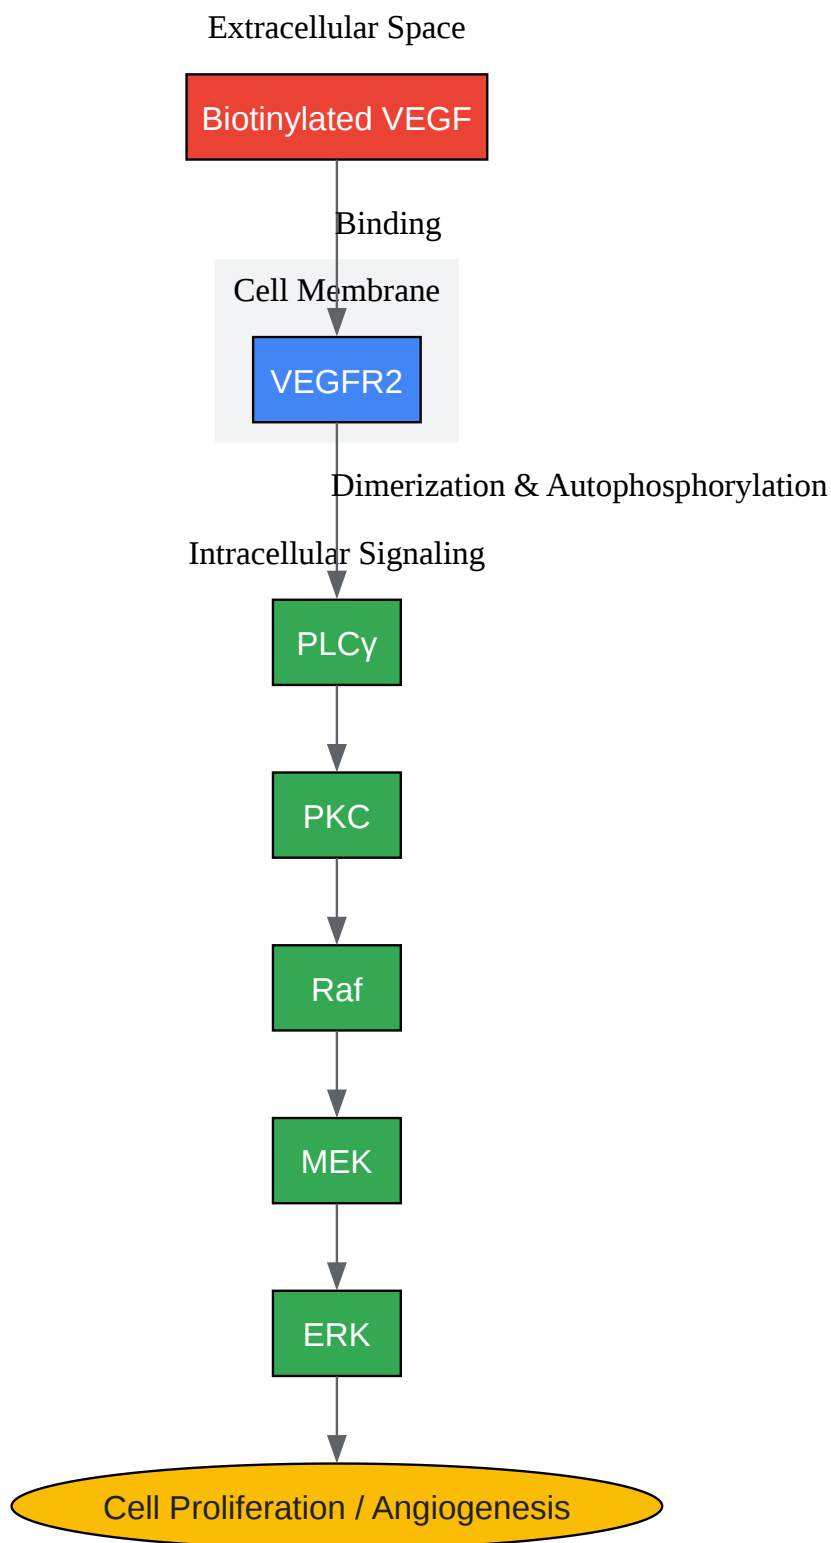 Extracellular Space
Biotinylated VEGF
Binding
Cell Membrane
VEGFR2
Dimerization & Autophosphorylation
Intracellular Signaling
PLCγ
PKC
Raf
MEK
ERK
Cell Proliferation / Angiogenesis